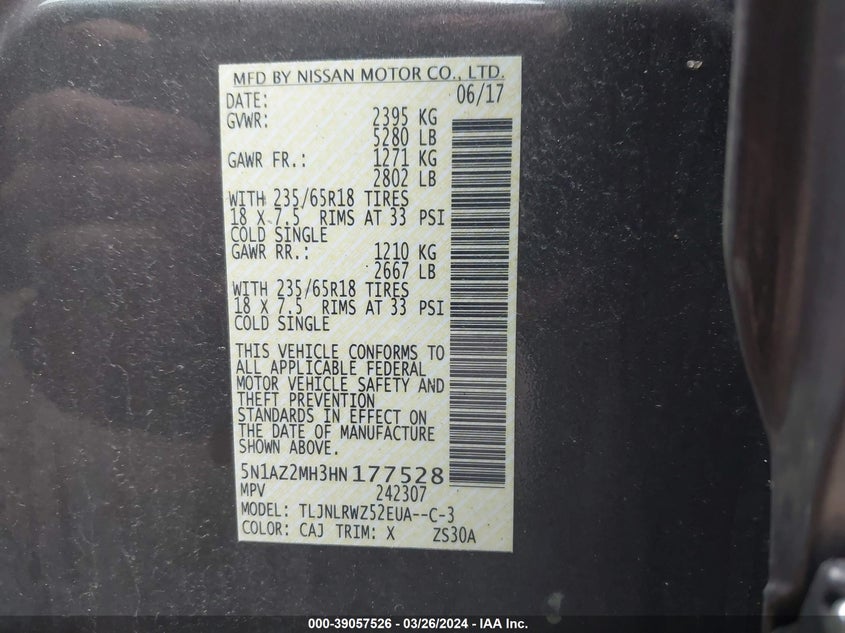 MFD BY NISSAN MOTOR CO., LTD.
DATE: 06/17
GVWR: 2395 KG
5280 LB
GAWR FR.: 1271 KG
2802 LB
WITH 235/65R18 TIRES
18 X 7.5 RIMS AT 33 PSI
COLD SINGLE
GAWR RR.: 1210 KG
2667 LB
WITH 235/65R18 TIRES
18 X 7.5 RIMS AT 33 PSI
COLD SINGLE
THIS VEHICLE CONFORMS TO
ALL APPLICABLE FEDERAL
MOTOR VEHICLE SAFETY AND
THEFT PREVENTION
STANDARDS IN EFFECT ON
THE DATE OF MANUFACTURE
SHOWN ABOVE.
5N1AZ2MH3HN177528
MPV 242307
MODEL: TLJNLRWZ52EUA--C-3
COLOR: CAJ TRIM: X ZS30A
000-39057526 - 03/26/2024 - IAA Inc.